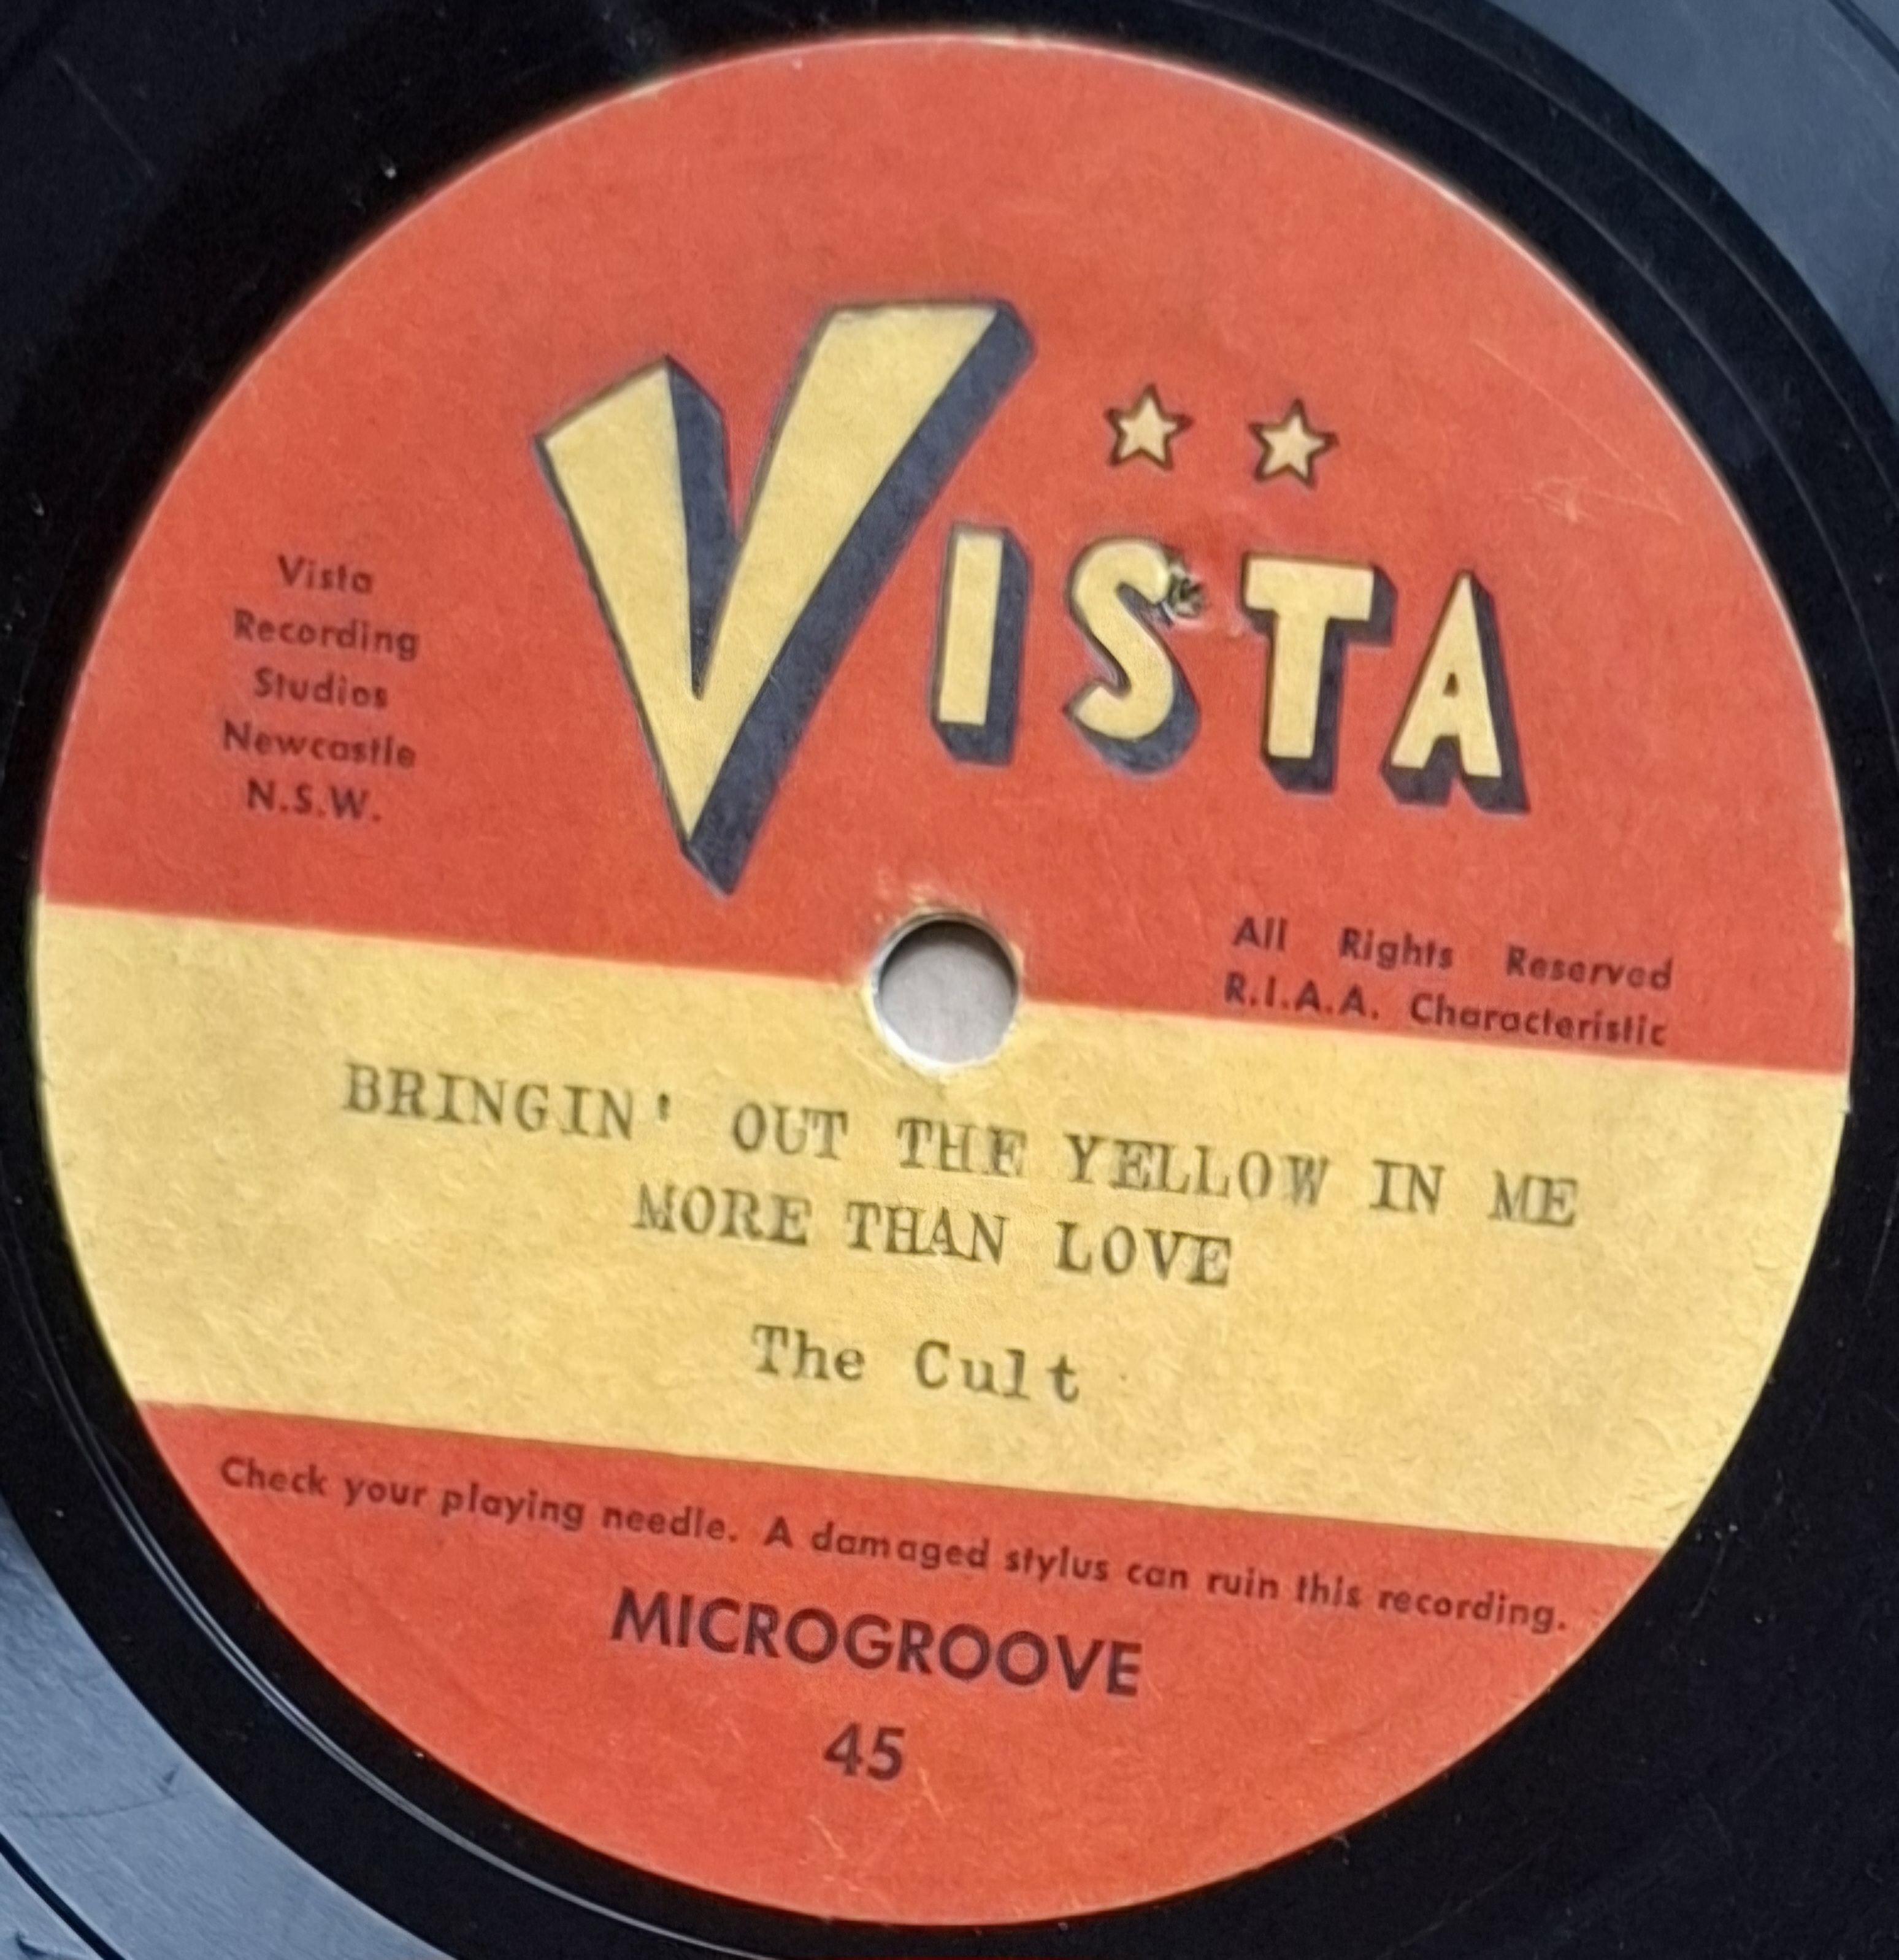 VISTA
Vista
Recording
Studios
Newcastle
N.S.W.
All Rights Reserved
R.I.A.A. Characteristic
BRINGIN' OUT THE YELLOW IN ME
MORE THAN LOVE
The Cult
Check your playing needle. A damaged stylus can ruin this recording.
MICROGROOVE
45